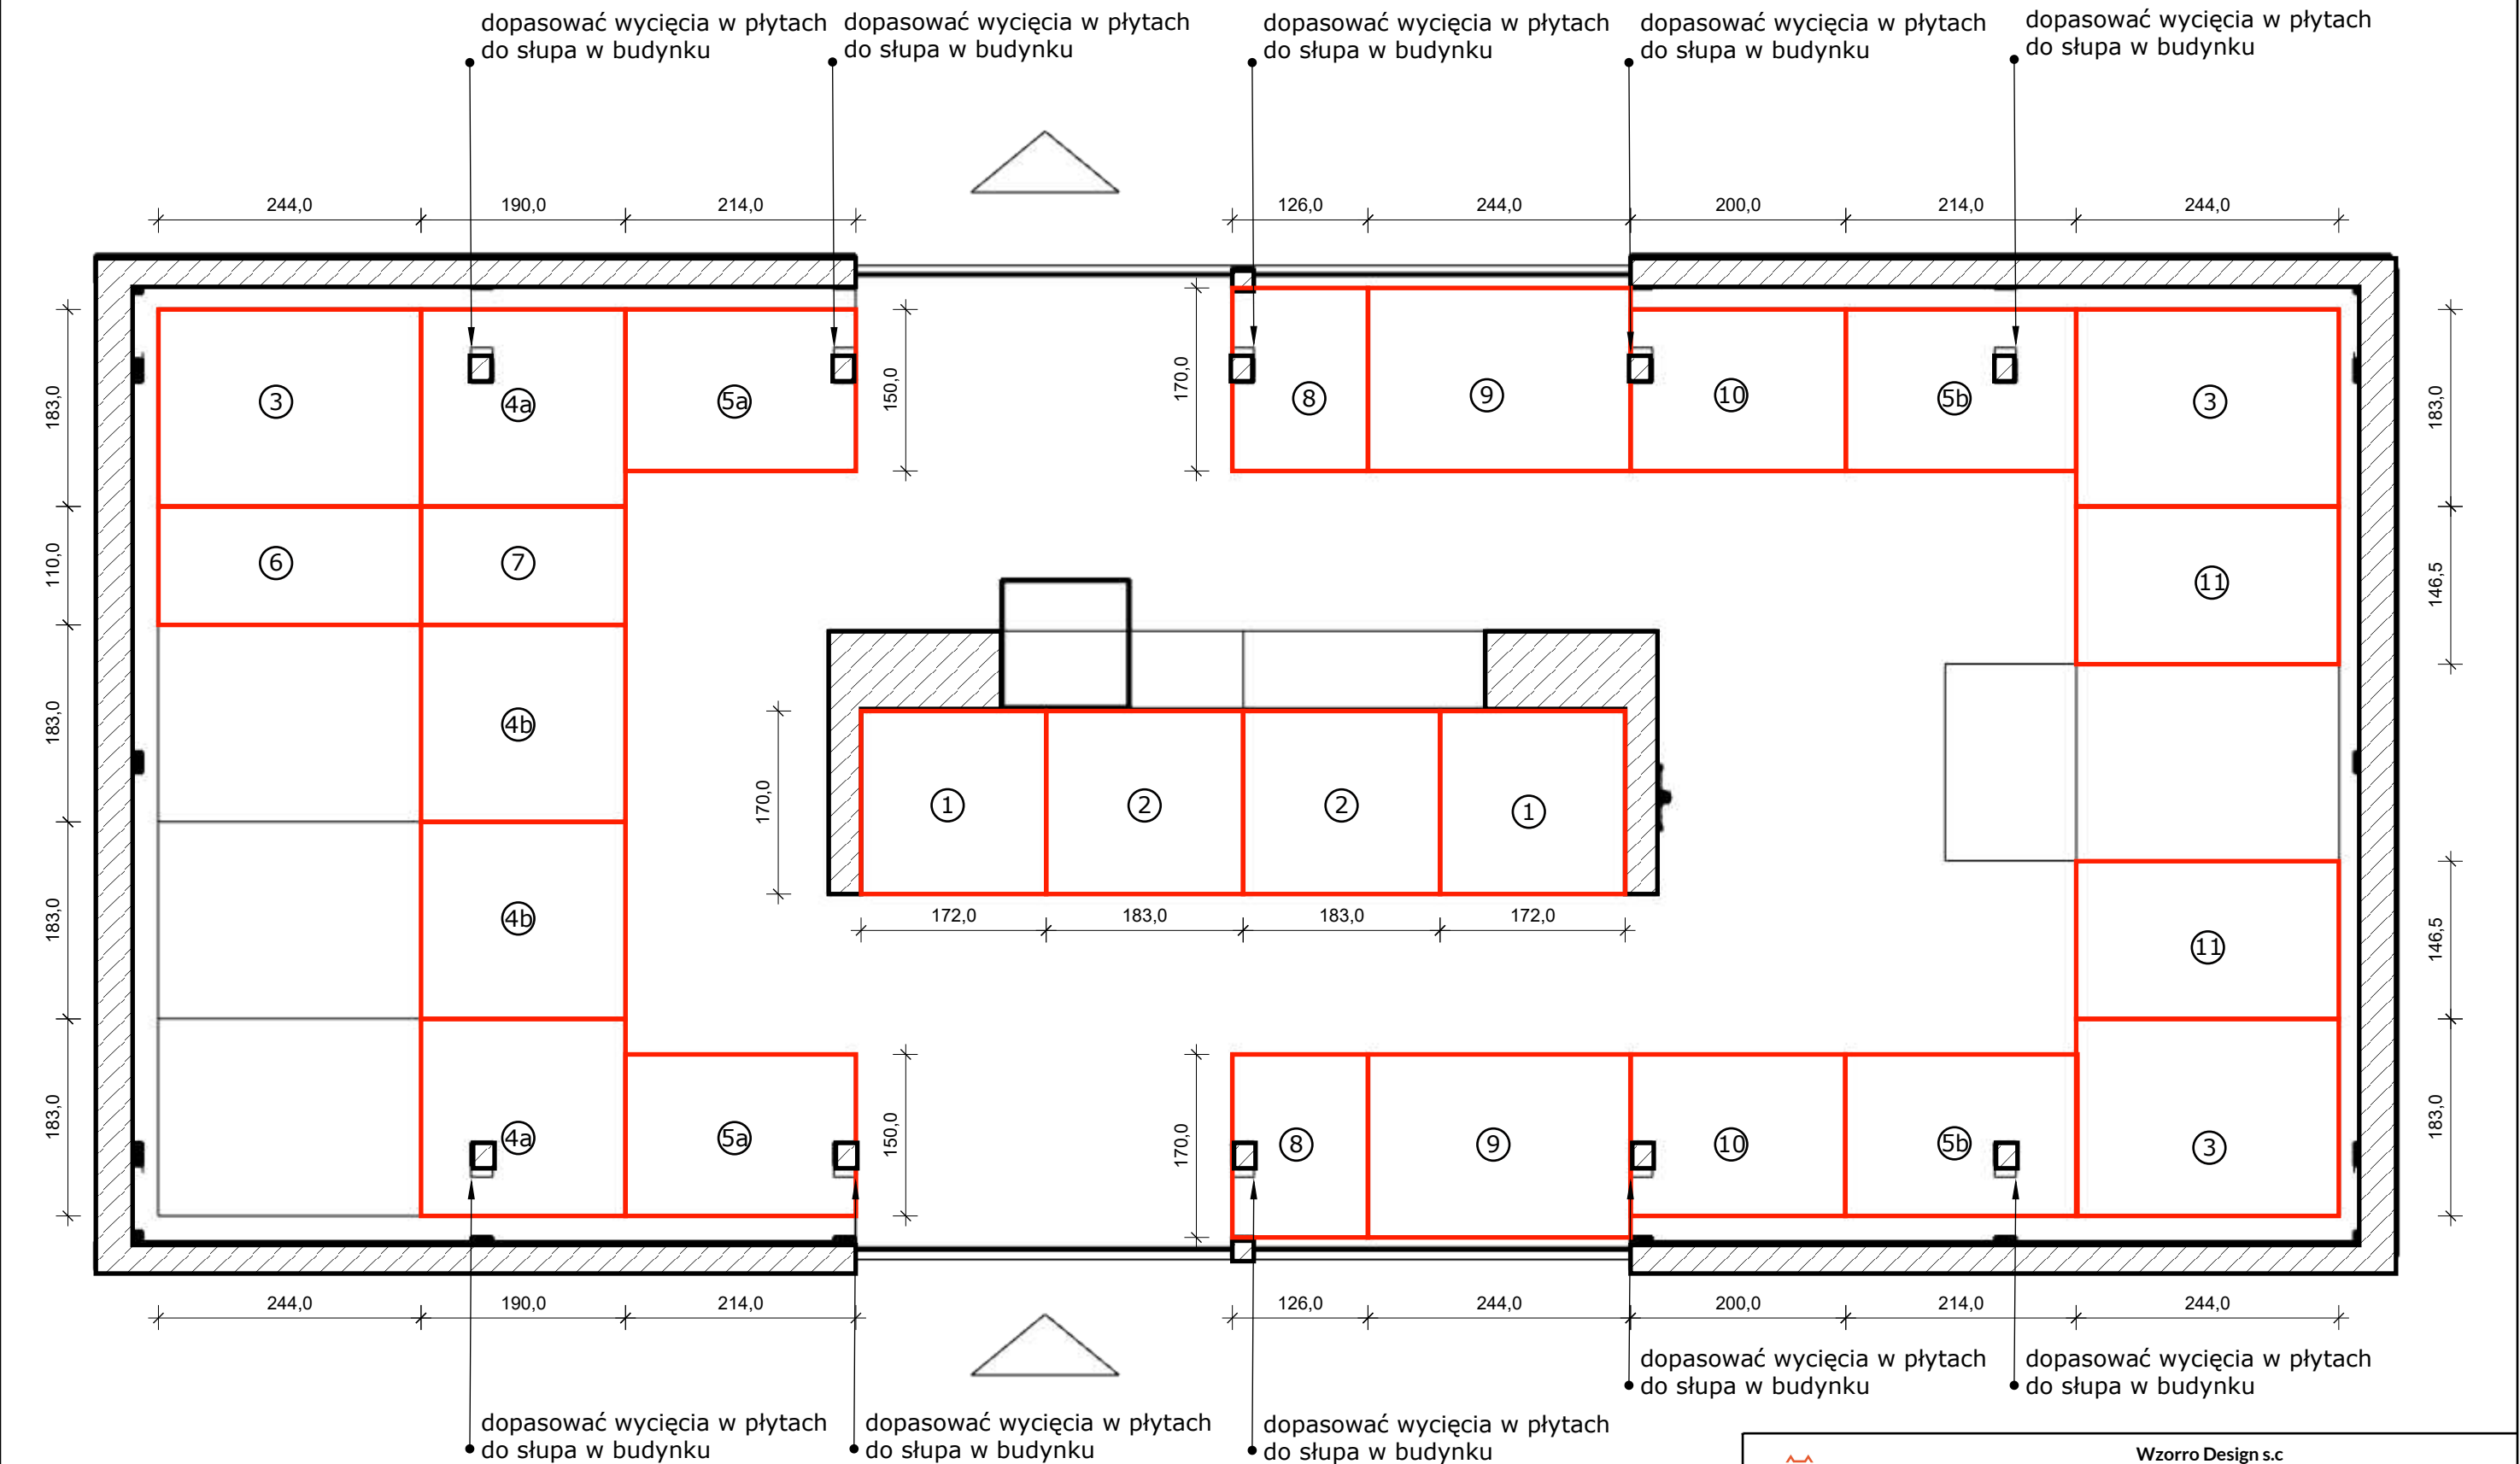 dopasować wycięcia w płytach
do słupa w budynku
dopasować wycięcia w płytach
do słupa w budynku
dopasować wycięcia w płytach
do słupa w budynku
dopasować wycięcia w płytach
do słupa w budynku
dopasować wycięcia w płytach
do słupa w budynku
244,0 190,0 214,0 126,0 244,0 200,0 214,0 244,0
183,0 150,0 170,0 183,0
3 4a 5a 8 9 10 5b 3
110,0 146,5
6 7 11
183,0 4b
170,0 1 2 2 1
172,0 183,0 183,0 172,0
183,0 4b 11 146,5
183,0 4a 5a 150,0 170,0 8 9 10 5b 3 183,0
244,0 190,0 214,0 126,0 244,0 200,0 214,0 244,0
dopasować wycięcia w płytach
do słupa w budynku
dopasować wycięcia w płytach
do słupa w budynku
dopasować wycięcia w płytach
do słupa w budynku
dopasować wycięcia w płytach
do słupa w budynku
dopasować wycięcia w płytach
do słupa w budynku
Wzorro Design s.c